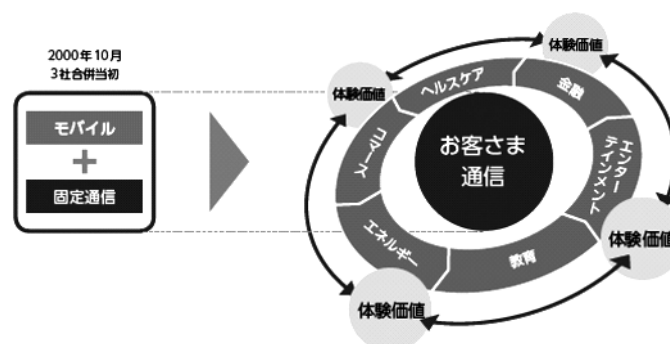 2000年10月
3社合併当初
モバイル
+
固定通信
体験価値
体験価値
ヘルスケア
金融
コマース
お客さま
通信
エンター
テインメント
体験価値
エネルギー
教育
体験価値